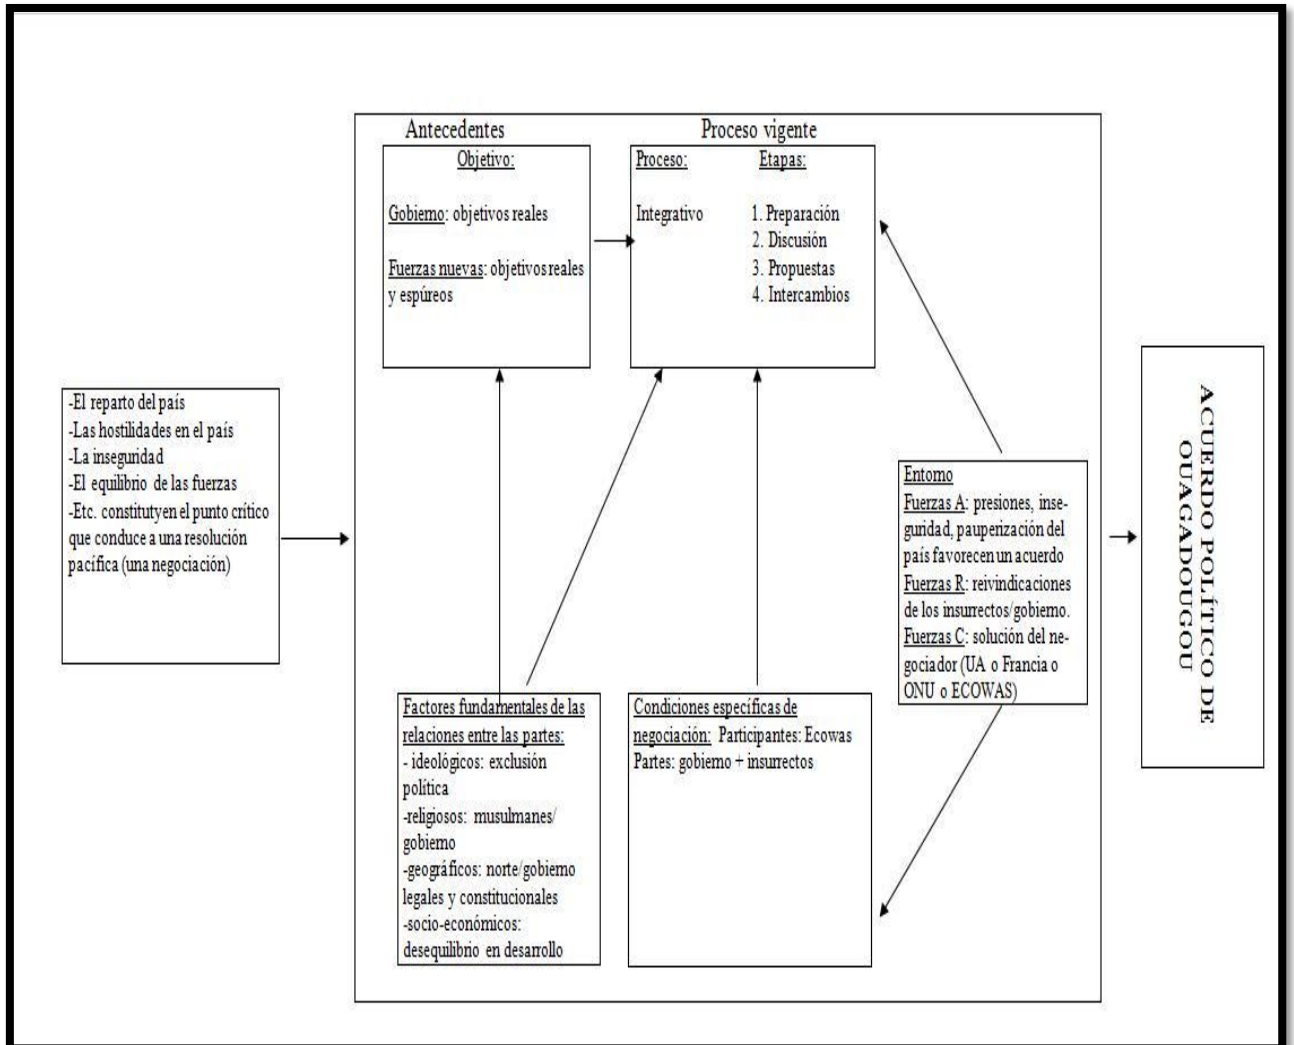 Antecedentes
Objetivo:
Gobierno: objetivos reales
Fuerzas nuevas: objetivos reales
y espúreos
Proceso vigente
Proceso: Etapas:
Integrativo 1. Preparación
2. Discusión
3. Propuestas
4. Intercambios
-El reparto del país
-Las hostilidades en el país
-La inseguridad
-El equilibrio de las fuerzas
-Etc. constitutyen el punto crítico
que conduce a una resolución
pacífica (una negociación)
Factores fundamentales de las
relaciones entre las partes:
- ideológicos: exclusión
política
-religiosos: musulmanes/
gobierno
-geográficos: norte/gobierno
legales y constitucionales
-socio-económicos:
desequilibrio en desarrollo
Condiciones específicas de
negociación: Participantes: Ecowas
Partes: gobierno + insurrectos
Entorno
Fuerzas A: presiones, inse-
guridad, pauperización del
país favorecen un acuerdo
Fuerzas R: reivindicaciones
de los insurrectos/gobierno.
Fuerzas C: solución del ne-
gociador (UA o Francia o
ONU o ECOWAS)
ACUERDO POLÍTICO DE
OUAGADOUGOU